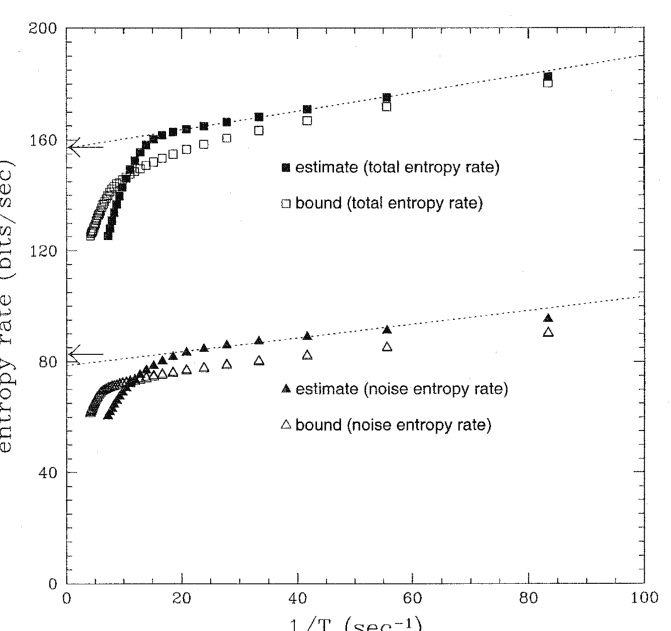 200
160
120
80
40
0
entropy rate (bits/sec)
■ estimate (total entropy rate)
□ bound (total entropy rate)
▲ estimate (noise entropy rate)
△ bound (noise entropy rate)
0 20 40 60 80 100
1/T (sec⁻¹)